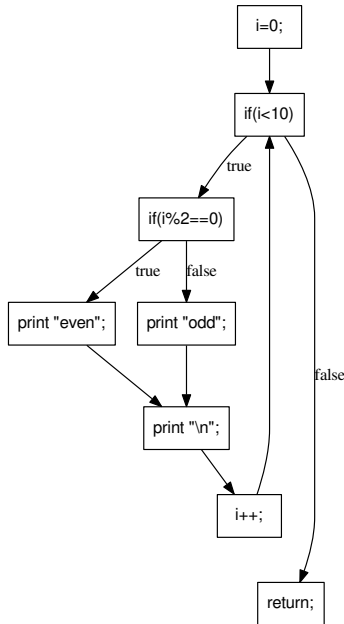 i=0;
if(i<10)
true
if(i%2==0)
true
false
print "even";
print "odd";
false
print "\n";
i++;
return;